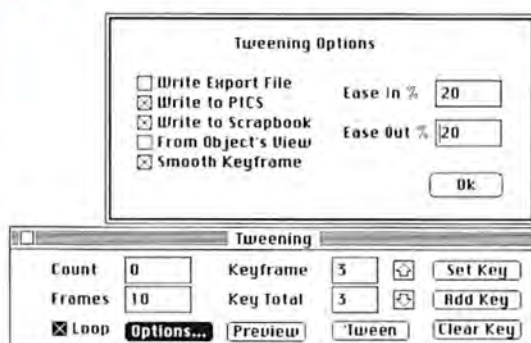 Tweening Options
Write Export File
Write to PICS
Write to Scrapbook
From Object's View
Smooth Keyframe
Ease In % 20
Ease Out % 20
Ok
Tweening
Count 0 Keyframe 3 Set Key
Frames 10 Key Total 3 Add Key
Loop Options... Preview 'Tween Clear Key